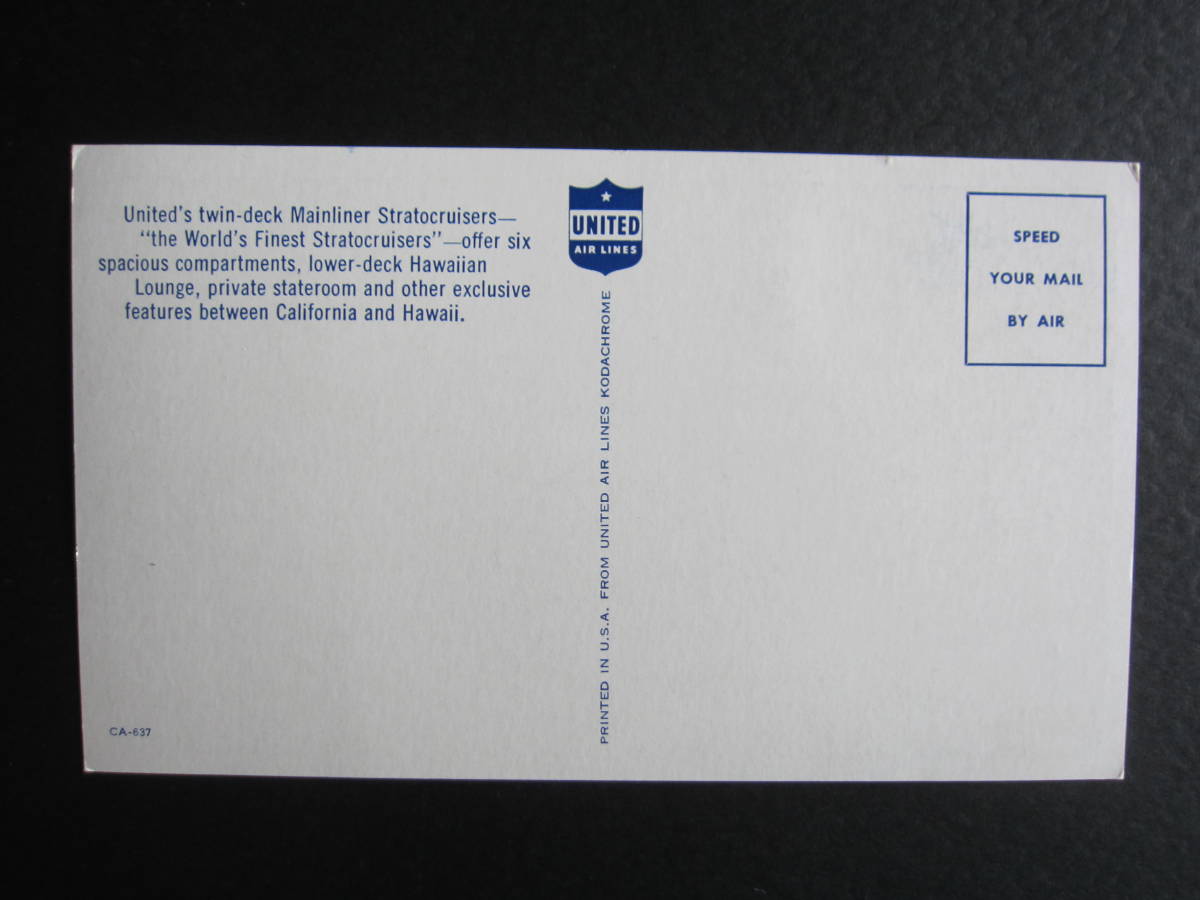 United's twin-deck Mainliner Stratocruisers—
"the World's Finest Stratocruisers"—offer six
spacious compartments, lower-deck Hawaiian
Lounge, private stateroom and other exclusive
features between California and Hawaii.
CA-637
UNITED
AIR LINES
PRINTED IN U.S.A. FROM UNITED AIR LINES KODACHROME
SPEED
YOUR MAIL
BY AIR